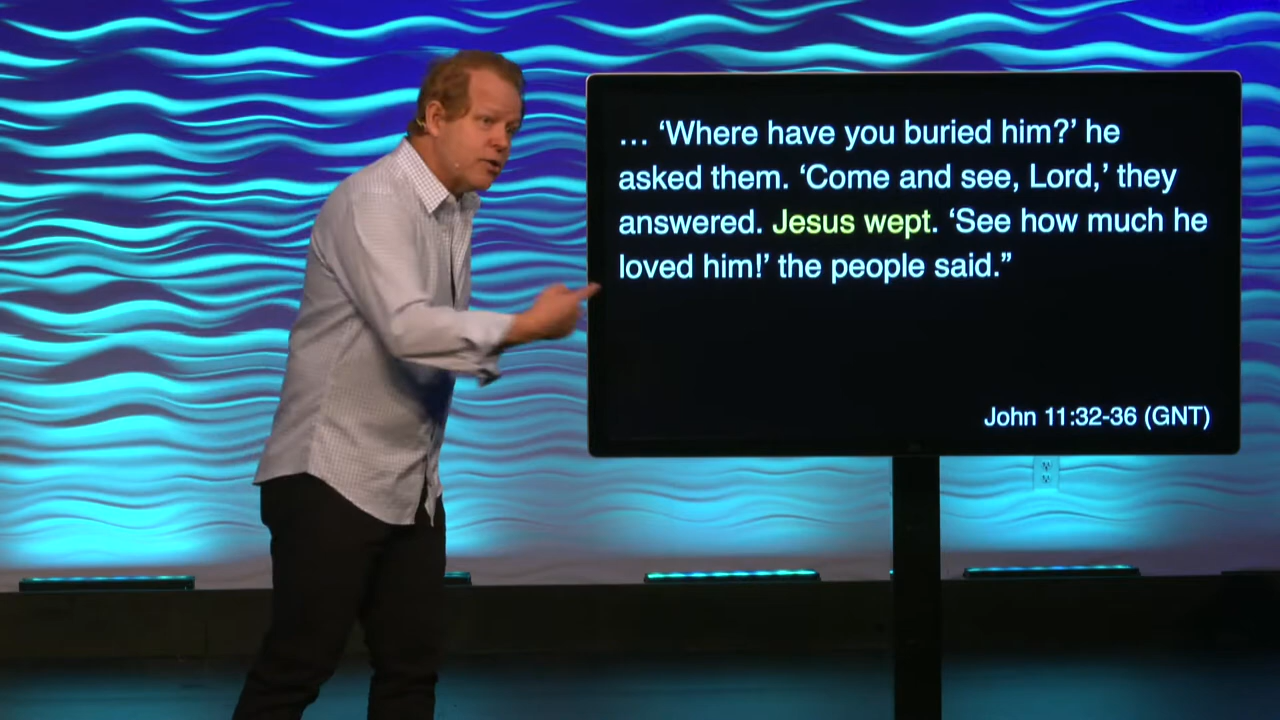 … ‘Where have you buried him?’ he
asked them. ‘Come and see, Lord,’ they
answered. Jesus wept. ‘See how much he
loved him!’ the people said.”
John 11:32-36 (GNT)